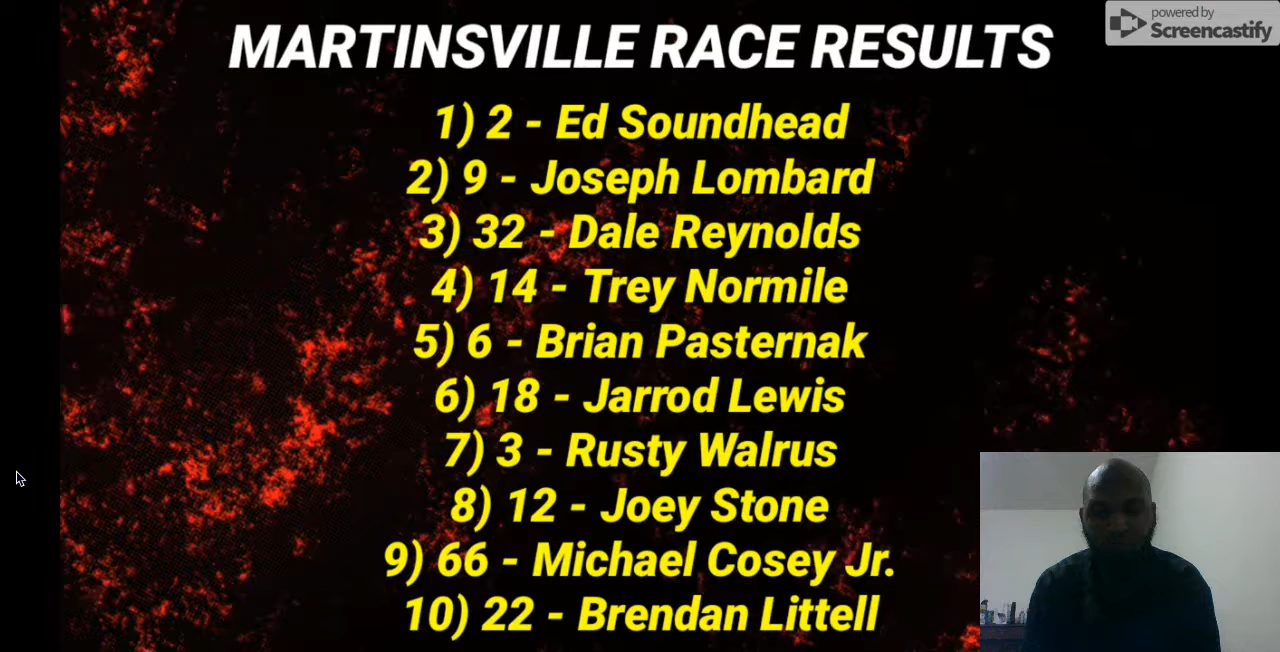 MARTINSVILLE RACE RESULTS
powered by
Screencastify
1) 2 - Ed Soundhead
2) 9 - Joseph Lombard
3) 32 - Dale Reynolds
4) 14 - Trey Normile
5) 6 - Brian Pasternak
6) 18 - Jarrod Lewis
7) 3 - Rusty Walrus
8) 12 - Joey Stone
9) 66 - Michael Cosey Jr.
10) 22 - Brendan Littell